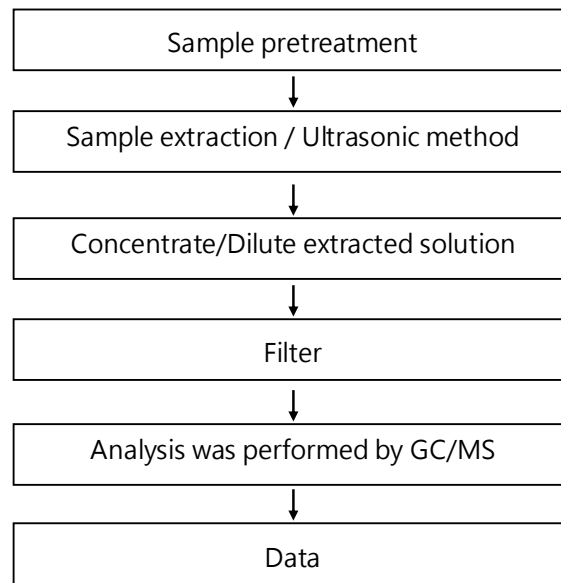 Sample pretreatment
Sample extraction / Ultrasonic method
Concentrate/Dilute extracted solution
Filter
Analysis was performed by GC/MS
Data